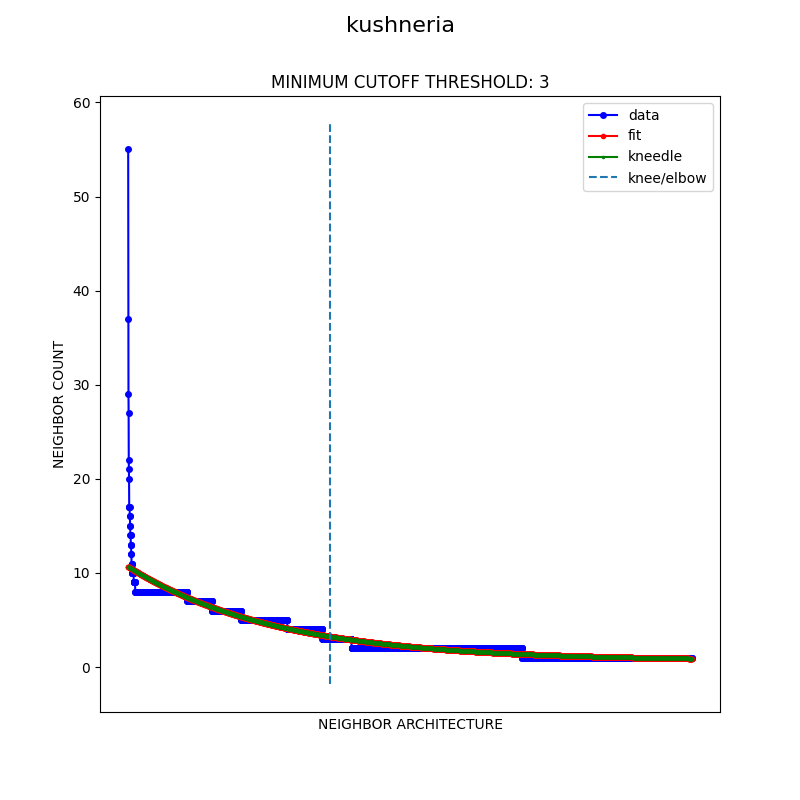 kushneria
MINIMUM CUTOFF THRESHOLD: 3
data
fit
kneedle
knee/elbow
60
50
40
30
20
10
0
NEIGHBOR COUNT
NEIGHBOR ARCHITECTURE